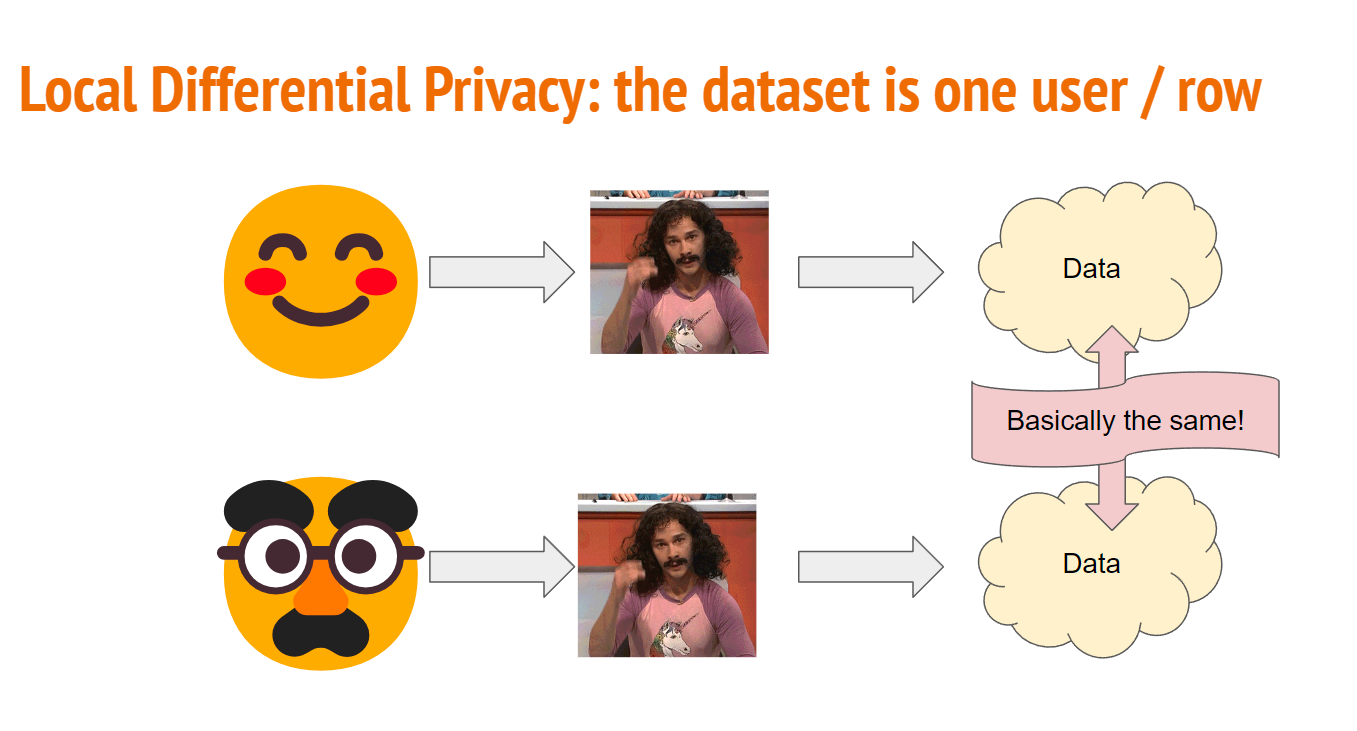 Local Differential Privacy: the dataset is one user / row
Data
Basically the same!
Data